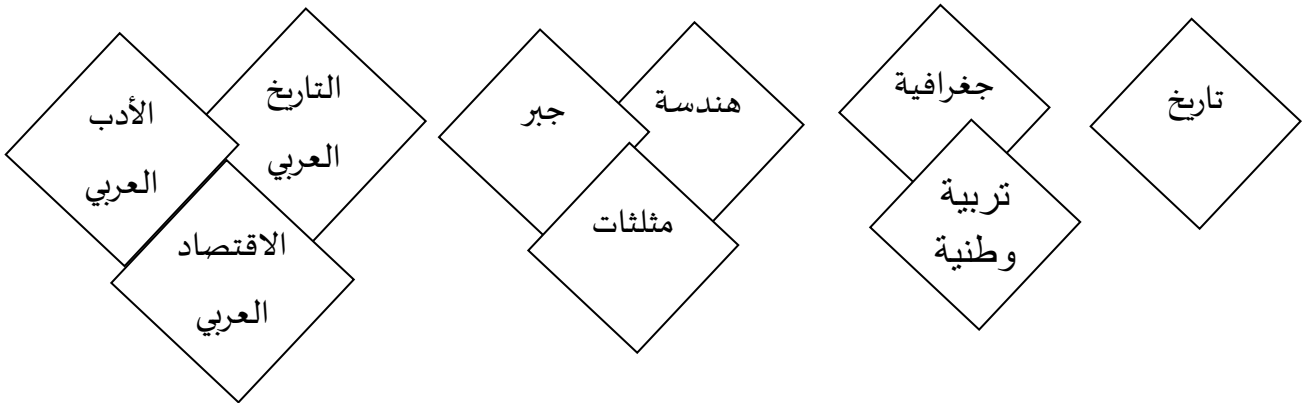 تاريخ
جغرافية
تربية
وطنية
هندسة
جبر
مثلثات
التاريخ
العربي
الأدب
العربي
الاقتصاد
العربي